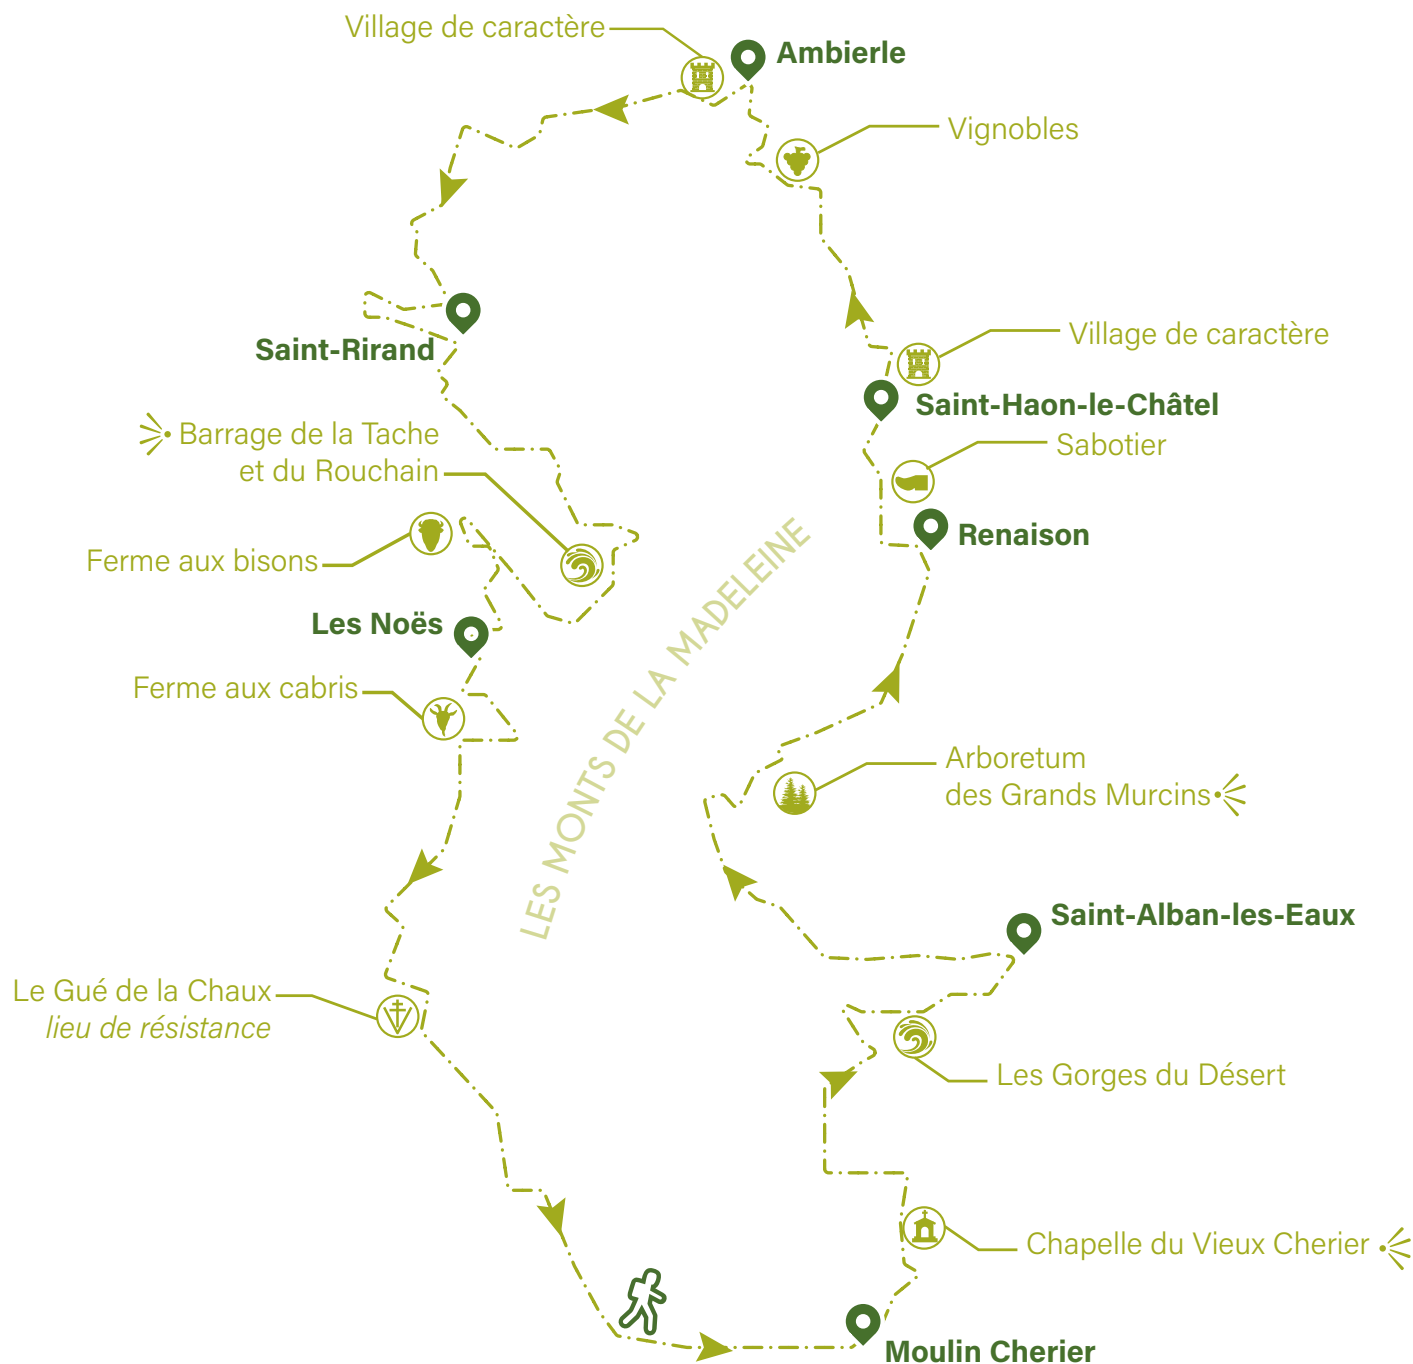 Village de caractère
Ambierle
Vignobles
Village de caractère
Saint-Rirand
Saint-Haon-le-Châtel
Barrage de la Tache
et du Rouchain
Sabotier
Ferme aux bisons
Renaison
Les Noës
Ferme aux cabris
LES MONTS DE LA MADELEINE
Arboretum
des Grands Murcins
Saint-Alban-les-Eaux
Le Gué de la Chaux
lieu de résistance
Les Gorges du Désert
Chapelle du Vieux Cherier
Moulin Cherier